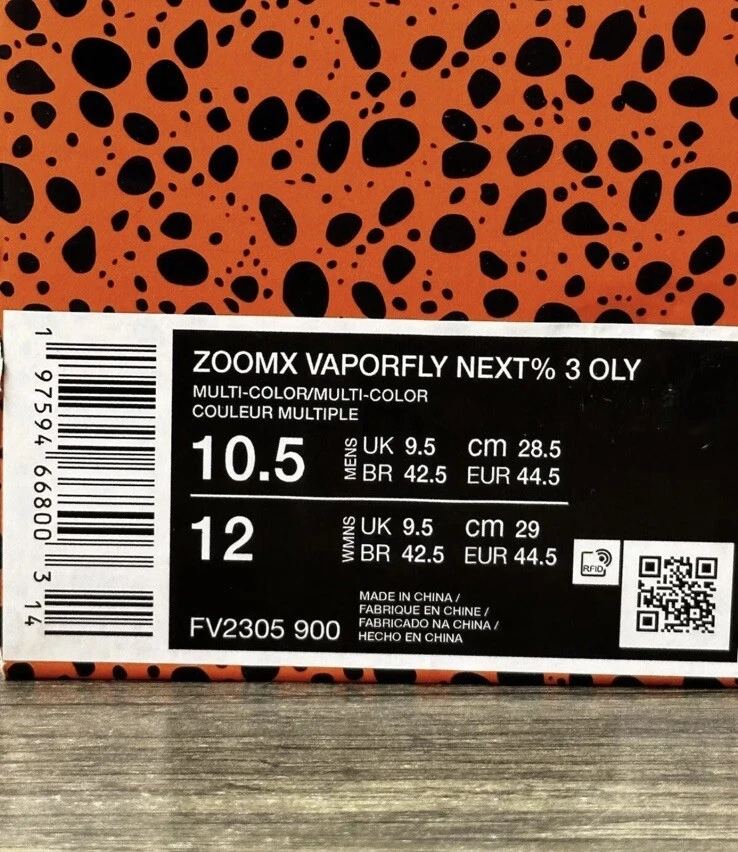 ZOOMX VAPORFLY NEXT% 3 OLY
MULTI-COLOR/MULTI-COLOR
COULEUR MULTIPLE
10.5 MENS UK 9.5 cm 28.5
BR 42.5 EUR 44.5
12 WMNS UK 9.5 cm 29
BR 42.5 EUR 44.5
RFID
FV2305 900
MADE IN CHINA /
FABRIQUE EN CHINE /
FABRICADO NA CHINA /
HECHO EN CHINA
1 97594 66800 3 14